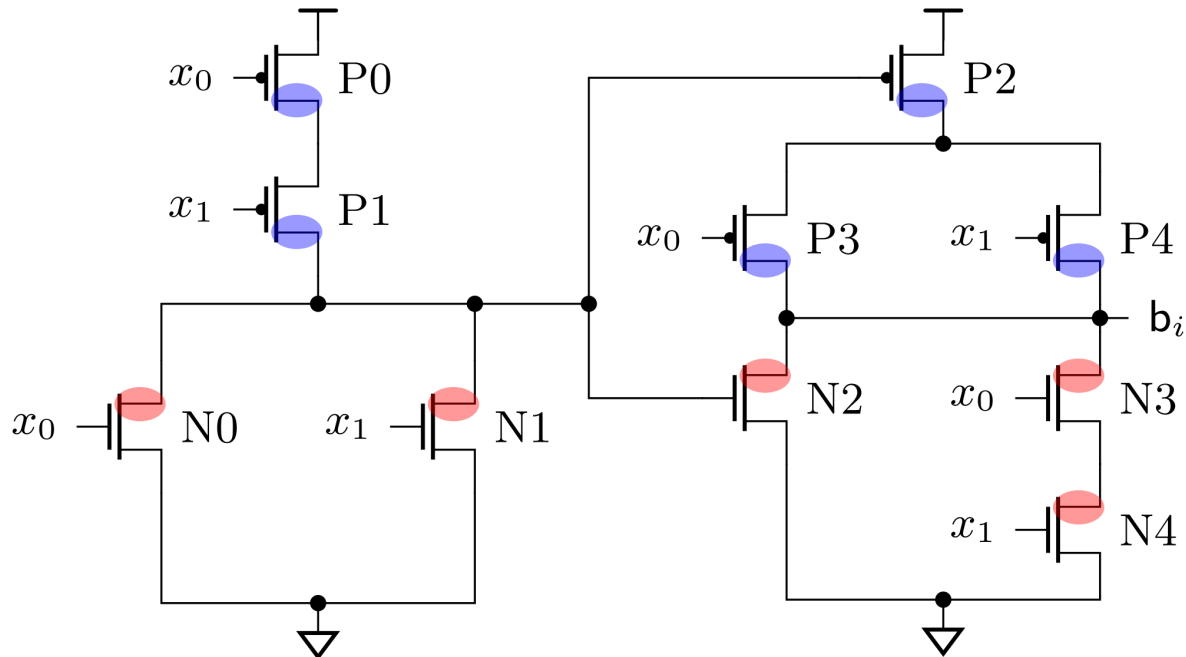 x₀ P0
x₁ P1
x₀ N0
x₁ N1
P2
x₀ P3
x₁ P4
bᵢ
N2
x₀ N3
x₁ N4